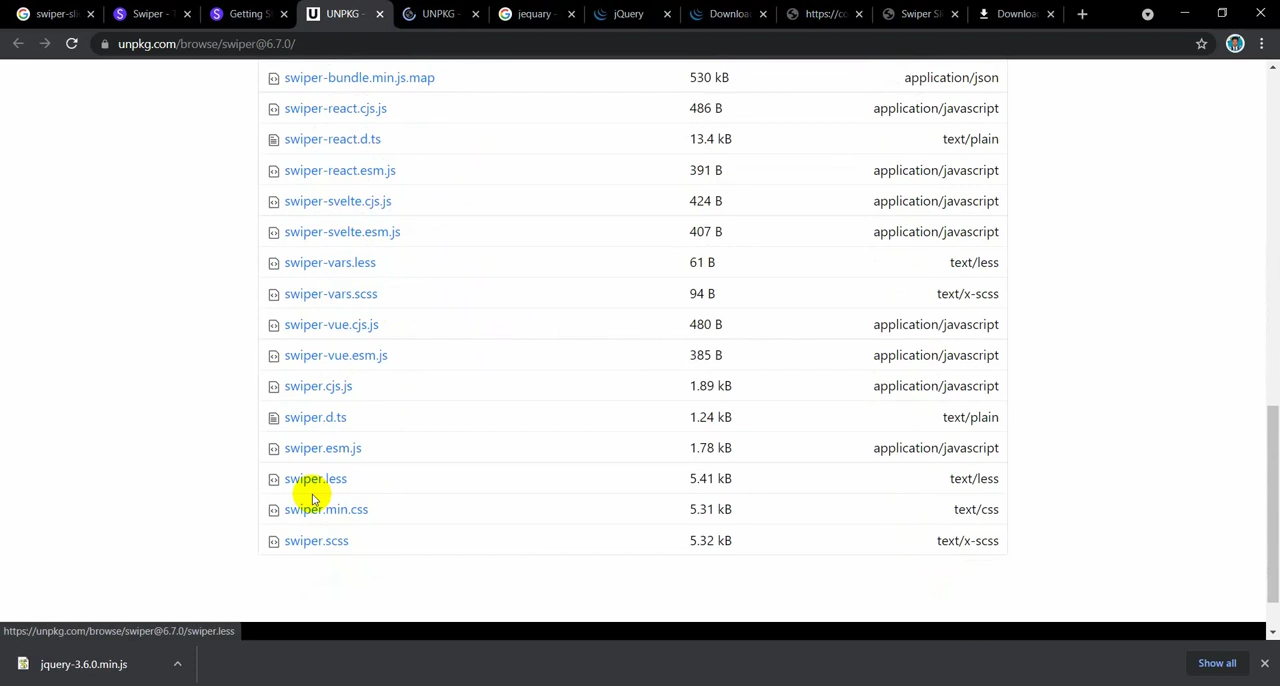 swiper-sli
Swiper - T
Getting S
UNPKG -
UNPKG -
jequary -
jQuery
Downloa
https://co
Swiper Sl
Downloa
unpkg.com/browse/swiper@6.7.0/
swiper-bundle.min.js.map 530 kB application/json
swiper-react.cjs.js 486 B application/javascript
swiper-react.d.ts 13.4 kB text/plain
swiper-react.esm.js 391 B application/javascript
swiper-svelte.cjs.js 424 B application/javascript
swiper-svelte.esm.js 407 B application/javascript
swiper-vars.less 61 B text/less
swiper-vars.scss 94 B text/x-scss
swiper-vue.cjs.js 480 B application/javascript
swiper-vue.esm.js 385 B application/javascript
swiper.cjs.js 1.89 kB application/javascript
swiper.d.ts 1.24 kB text/plain
swiper.esm.js 1.78 kB application/javascript
swiper.less 5.41 kB text/less
swiper.min.css 5.31 kB text/css
swiper.scss 5.32 kB text/x-scss
https://unpkg.com/browse/swiper@6.7.0/swiper.less
jquery-3.6.0.min.js
Show all